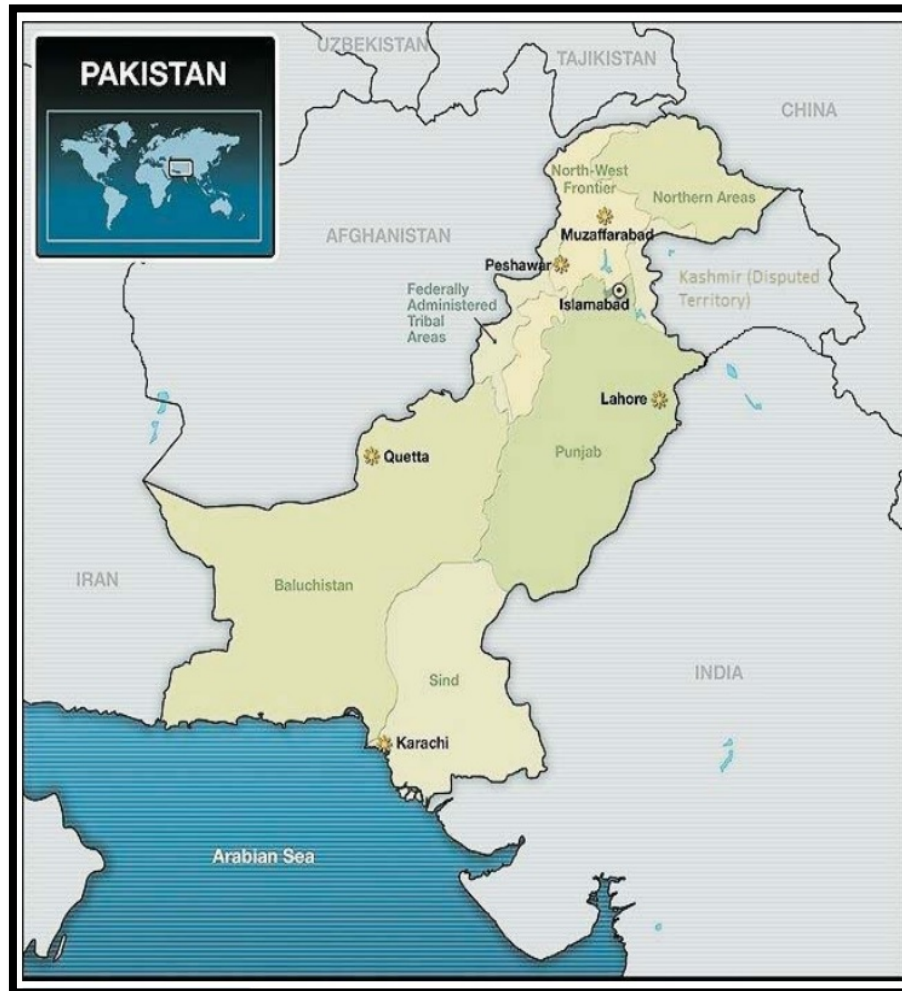 UZBEKISTAN
TAJIKISTAN
PAKISTAN
CHINA
North-West
Frontier
Northern Areas
AFGHANISTAN
Muzaffarabad
Peshawar
Kashmir (Disputed
Territory)
Federally
Administered
Tribal
Areas
Islamabad
Lahore
Quetta
Punjab
IRAN
Baluchistan
INDIA
Sind
Karachi
Arabian Sea